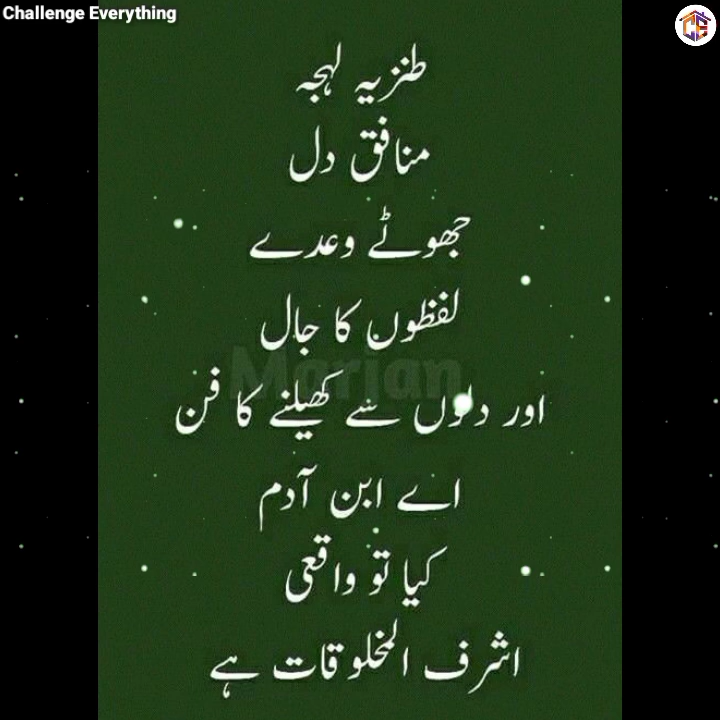 Challenge Everything
طنزیہ لہجہ
منافق دل
جھوٹے وعدے
لفظوں کا جال
Marjan
اور دلوں سے کھیلنے کا فن
اے ابن آدم
کیا تو واقعی
اشرف المخلوقات ہے